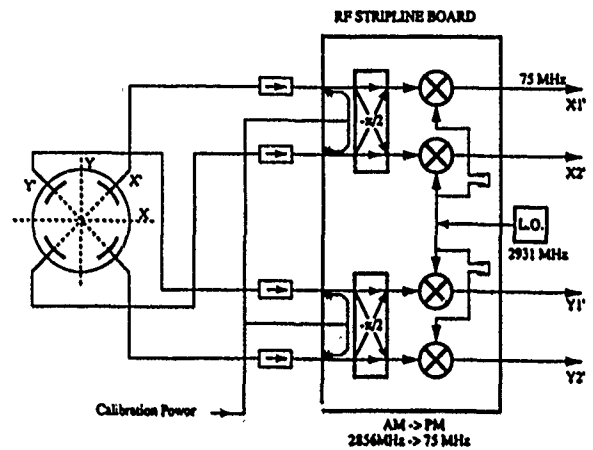 RF STRIPLINE BOARD
75 MHz
X1'
-π/2
X2'
Y
Y'
X'
X
L.O.
2931 MHz
Y1'
-π/2
Y2'
Calibration Power
AM -> PM
2856MHz -> 75 MHz